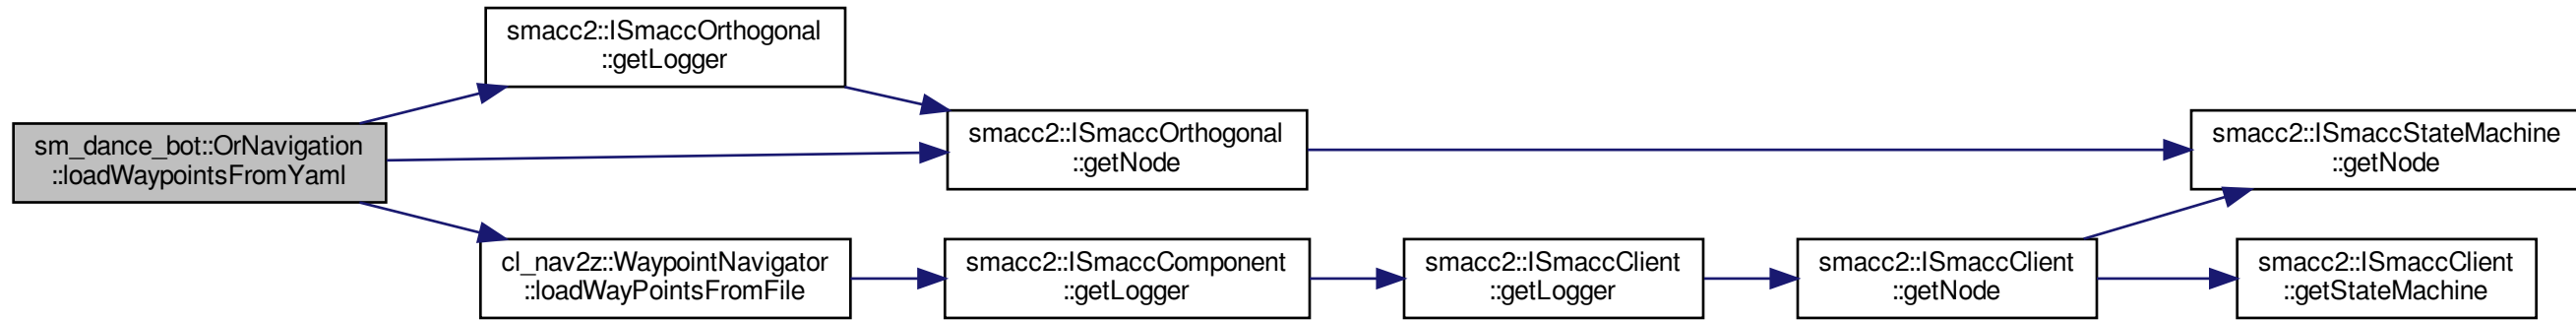 smacc2::ISmaccOrthogonal
::getLogger
sm_dance_bot::OrNavigation
::loadWaypointsFromYaml
smacc2::ISmaccOrthogonal
::getNode
smacc2::ISmaccStateMachine
::getNode
cl_nav2z::WaypointNavigator
::loadWayPointsFromFile
smacc2::ISmaccComponent
::getLogger
smacc2::ISmaccClient
::getLogger
smacc2::ISmaccClient
::getNode
smacc2::ISmaccClient
::getStateMachine